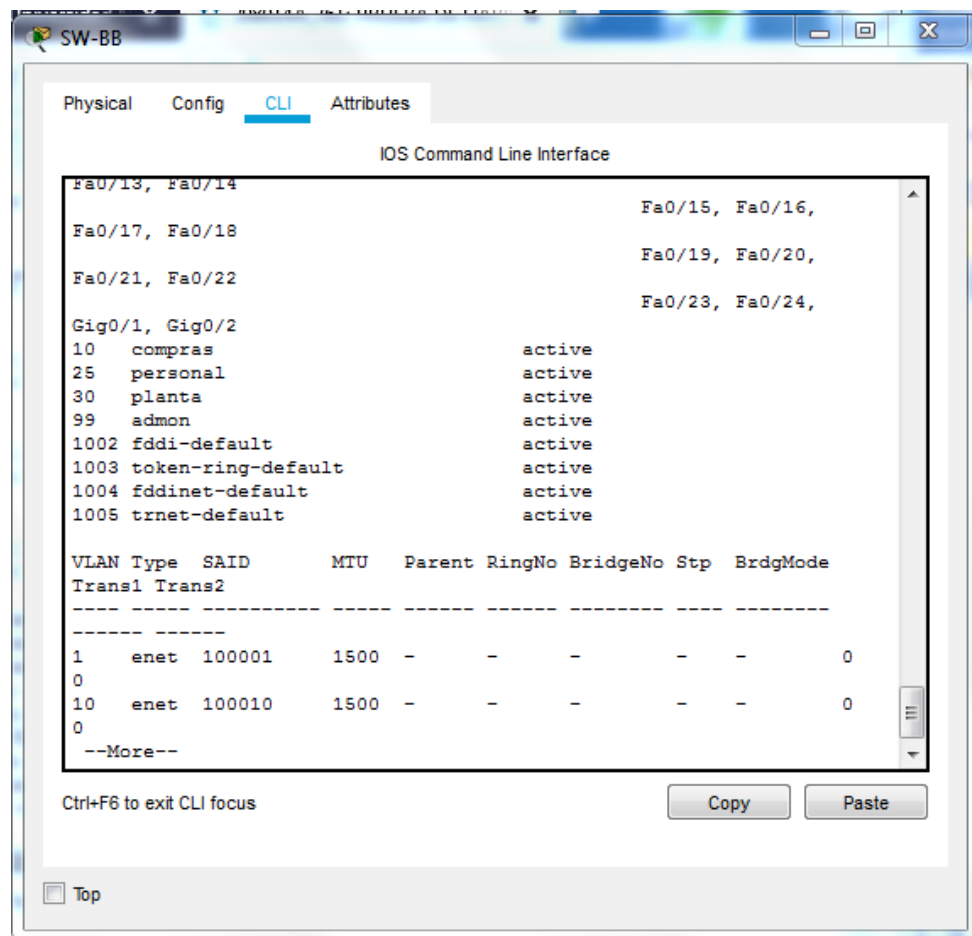 SW-BB
Physical Config CLI Attributes
IOS Command Line Interface
Fa0/13, Fa0/14
Fa0/15, Fa0/16,
Fa0/17, Fa0/18
Fa0/19, Fa0/20,
Fa0/21, Fa0/22
Fa0/23, Fa0/24,
Gig0/1, Gig0/2
10 compras active
25 personal active
30 planta active
99 admon active
1002 fddi-default active
1003 token-ring-default active
1004 fddinet-default active
1005 trnet-default active
VLAN Type SAID MTU Parent RingNo BridgeNo Stp BrdgMode
Trans1 Trans2
---- ----- ---------- ----- ------ ------ -------- ---- --------
------ ------
1 enet 100001 1500 - - - - - 0
0
10 enet 100010 1500 - - - - - 0
0
--More--
Ctrl+F6 to exit CLI focus
Copy Paste
Top